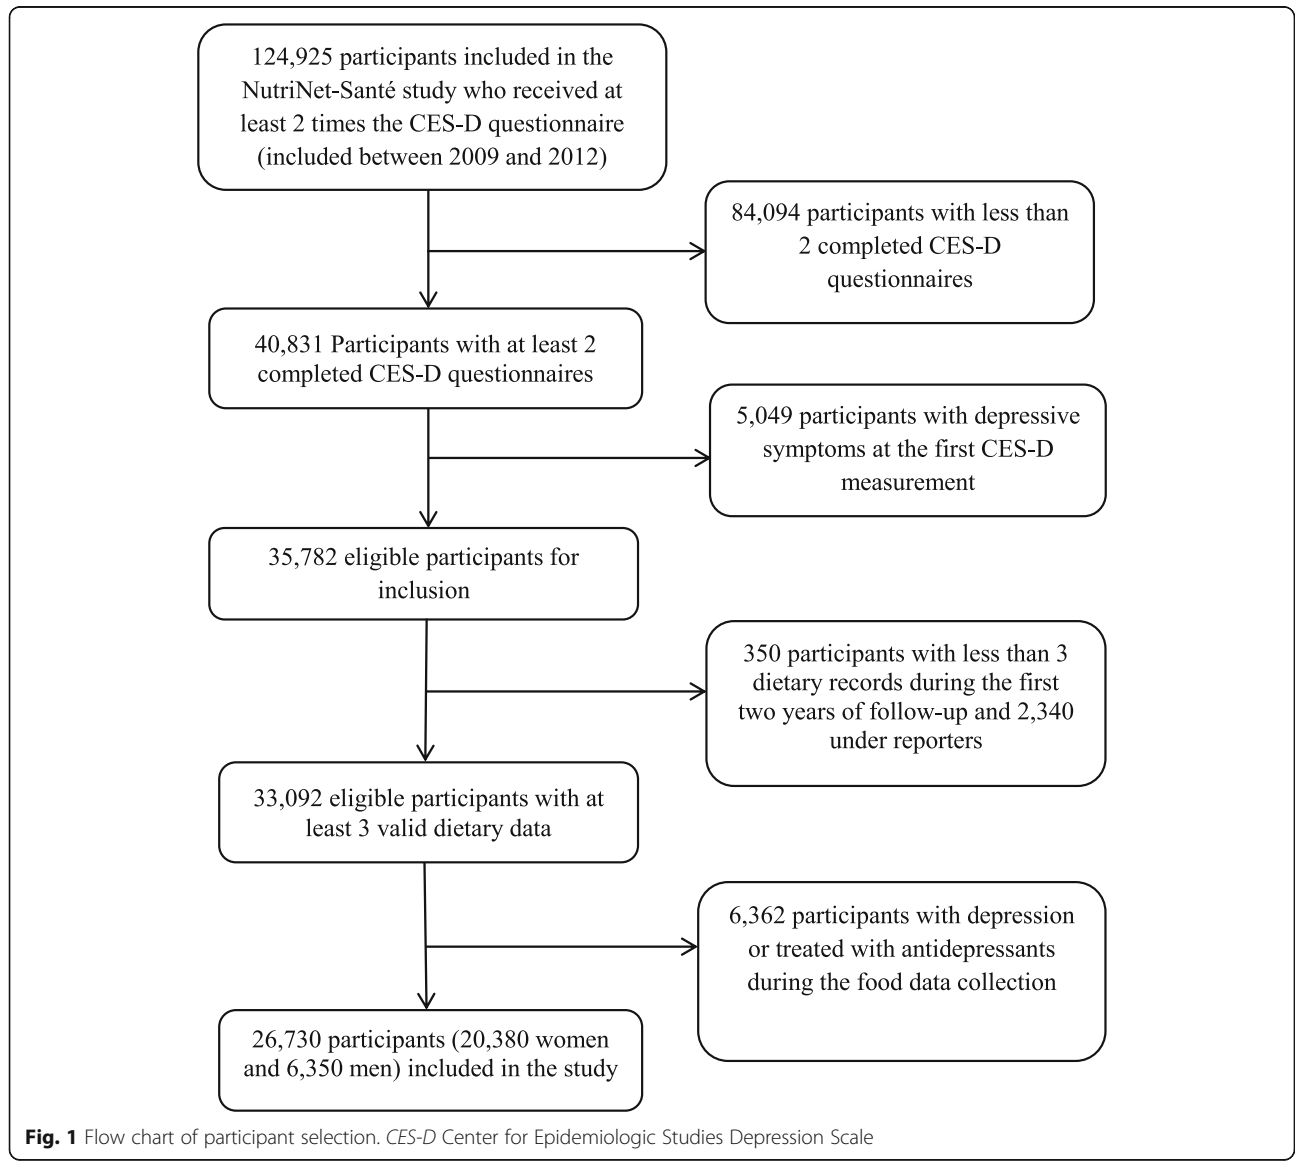 124,925 participants included in the
NutriNet-Santé study who received at
least 2 times the CES-D questionnaire
(included between 2009 and 2012)
84,094 participants with less than
2 completed CES-D
questionnaires
40,831 Participants with at least 2
completed CES-D questionnaires
5,049 participants with depressive
symptoms at the first CES-D
measurement
35,782 eligible participants for
inclusion
350 participants with less than 3
dietary records during the first
two years of follow-up and 2,340
under reporters
33,092 eligible participants with at
least 3 valid dietary data
6,362 participants with depression
or treated with antidepressants
during the food data collection
26,730 participants (20,380 women
and 6,350 men) included in the study
Fig. 1 Flow chart of participant selection. CES-D Center for Epidemiologic Studies Depression Scale